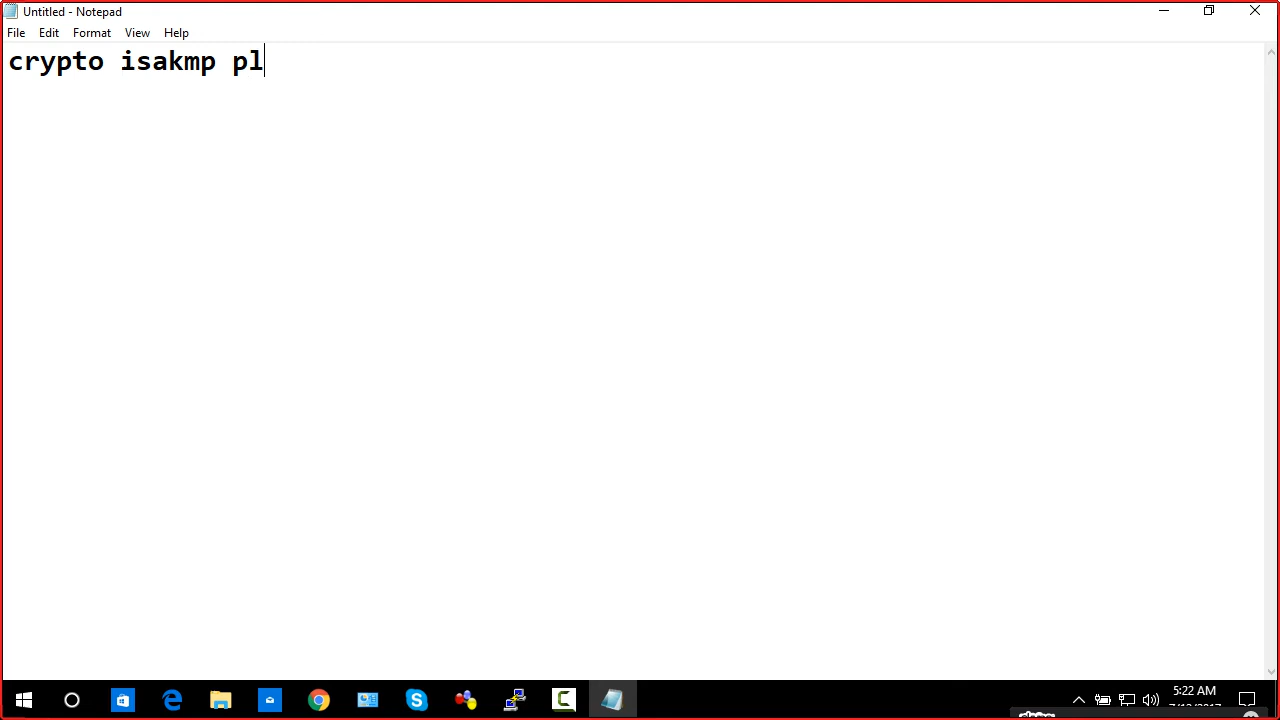 Untitled - Notepad
File Edit Format View Help
crypto isakmp pl
5:22 AM